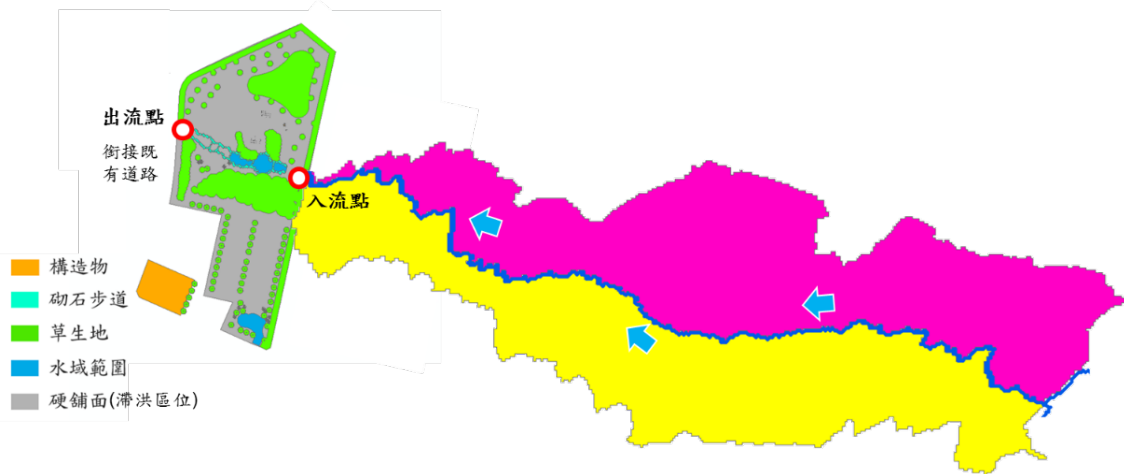 出流點
銜接既
有道路
入流點
構造物
砌石步道
草生地
水域範圍
硬舖面(滯洪區位)